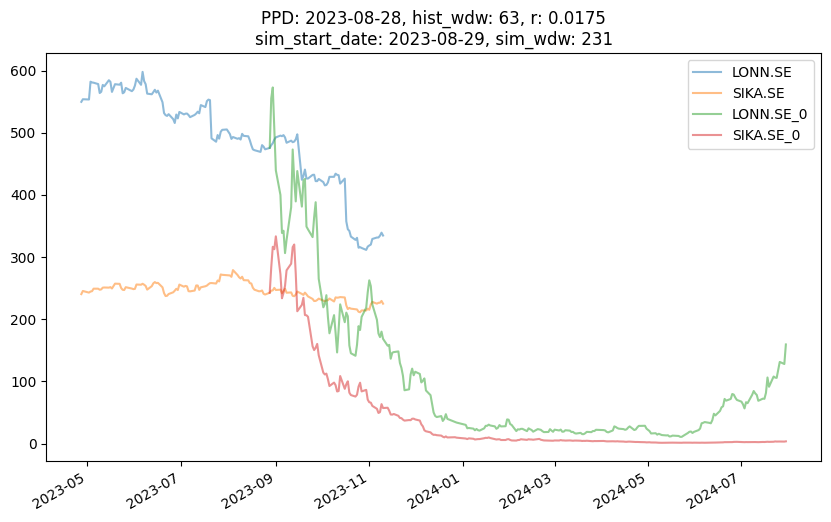 PPD: 2023-08-28, hist_wdw: 63, r: 0.0175
sim_start_date: 2023-08-29, sim_wdw: 231
LONN.SE
SIKA.SE
LONN.SE_0
SIKA.SE_0
600
500
400
300
200
100
0
2023-05
2023-07
2023-09
2023-11
2024-01
2024-03
2024-05
2024-07